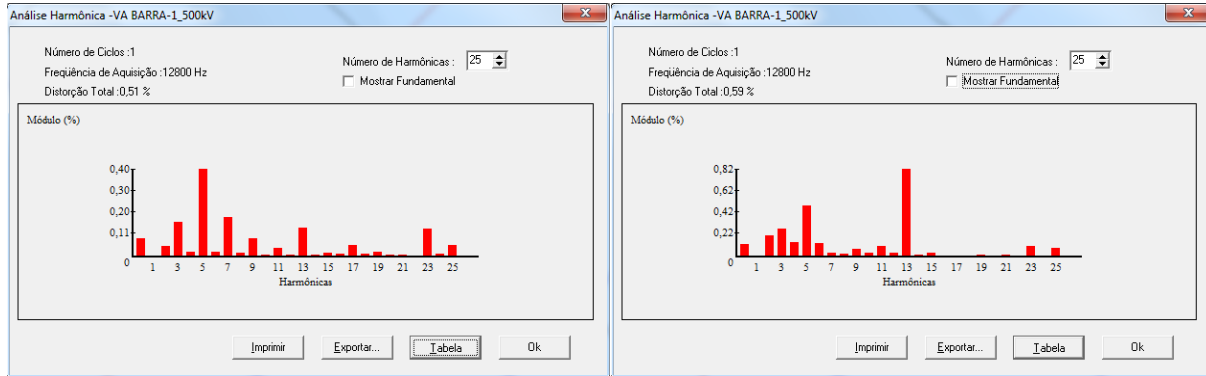 Análise Harmônica -VA BARRA-1_500kV
Número de Ciclos :1
Número de Harmônicas : 25
Freqüência de Aquisição :12800 Hz
Mostrar Fundamental
Distorção Total :0,51 %
Módulo (%)
0,40
0,30
0,20
0,11
0
1 3 5 7 9 11 13 15 17 19 21 23 25
Harmônicas
Imprimir Exportar... Tabela Ok
Análise Harmônica -VA BARRA-1_500kV
Número de Ciclos :1
Número de Harmônicas : 25
Freqüência de Aquisição :12800 Hz
Mostrar Fundamental
Distorção Total :0,59 %
Módulo (%)
0,82
0,62
0,42
0,22
0
1 3 5 7 9 11 13 15 17 19 21 23 25
Harmônicas
Imprimir Exportar... Tabela Ok